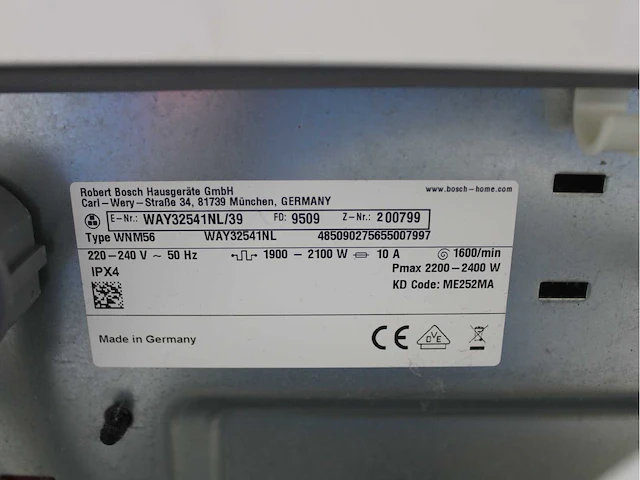 Robert Bosch Hausgeräte GmbH www.bosch-home.com
Carl-Wery-Straße 34, 81739 München, GERMANY
E-Nr.: WAY32541NL/39 FD: 9509 Z-Nr.: 200799
Type WNM56 WAY32541NL 485090275655007997
220-240 V ~ 50 Hz 1900-2100 W 10 A 1600/min
IPX4 Pmax 2200-2400 W
KD Code: ME252MA
Made in Germany CE DVE